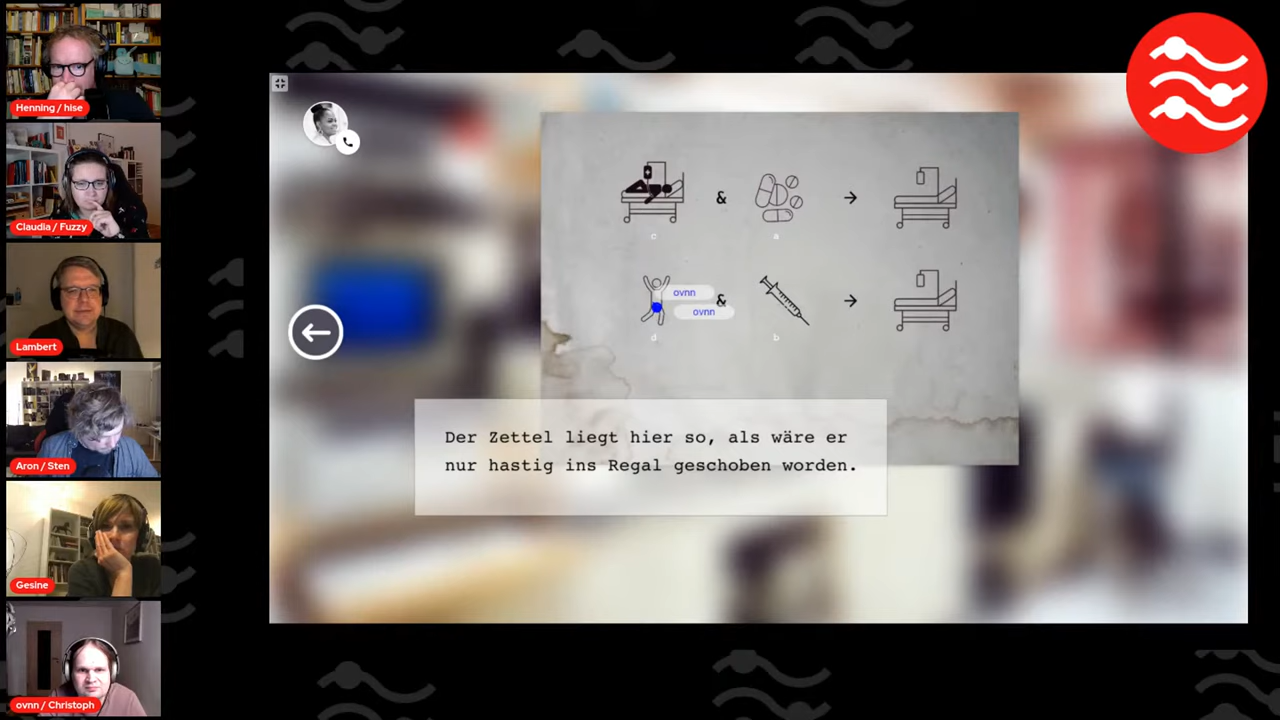 Henning / hise
Claudia / Fuzzy
Lambert
Aron / Sten
Gesine
ovnn / Christoph
& →
c a
ovnn
& →
ovnn
d b
Der Zettel liegt hier so, als wäre er
nur hastig ins Regal geschoben worden.